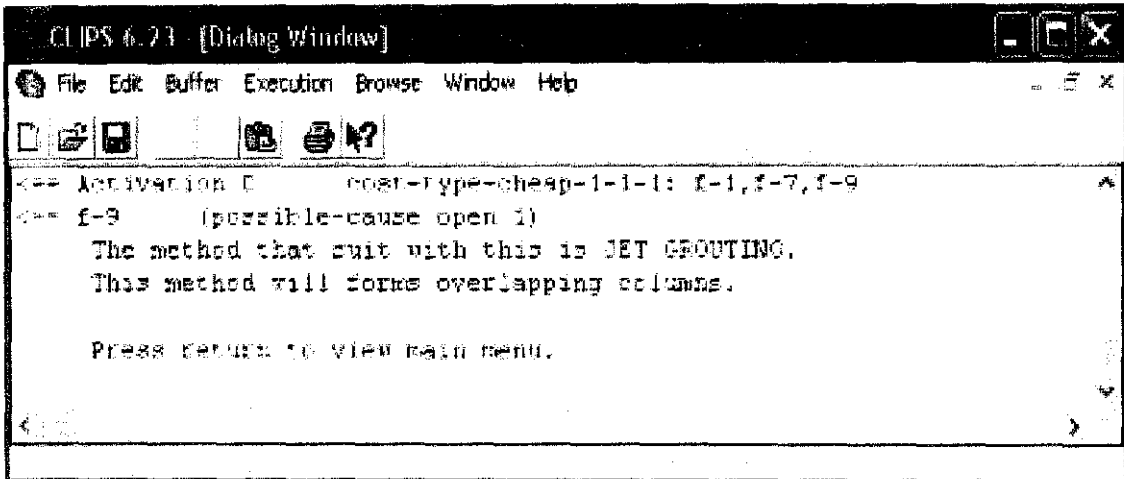 CLIPS 6.23 - [Dialog Window]
File Edit Buffer Execution Browse Window Help
<== Activation 0 cost-type-cheap-1-1-1: f-1,f-7,f-9
<== f-9 (possible-cause open 1)
The method that suit with this is JET GROUTING.
This method will forms overlapping columns.
Press return to view main menu.